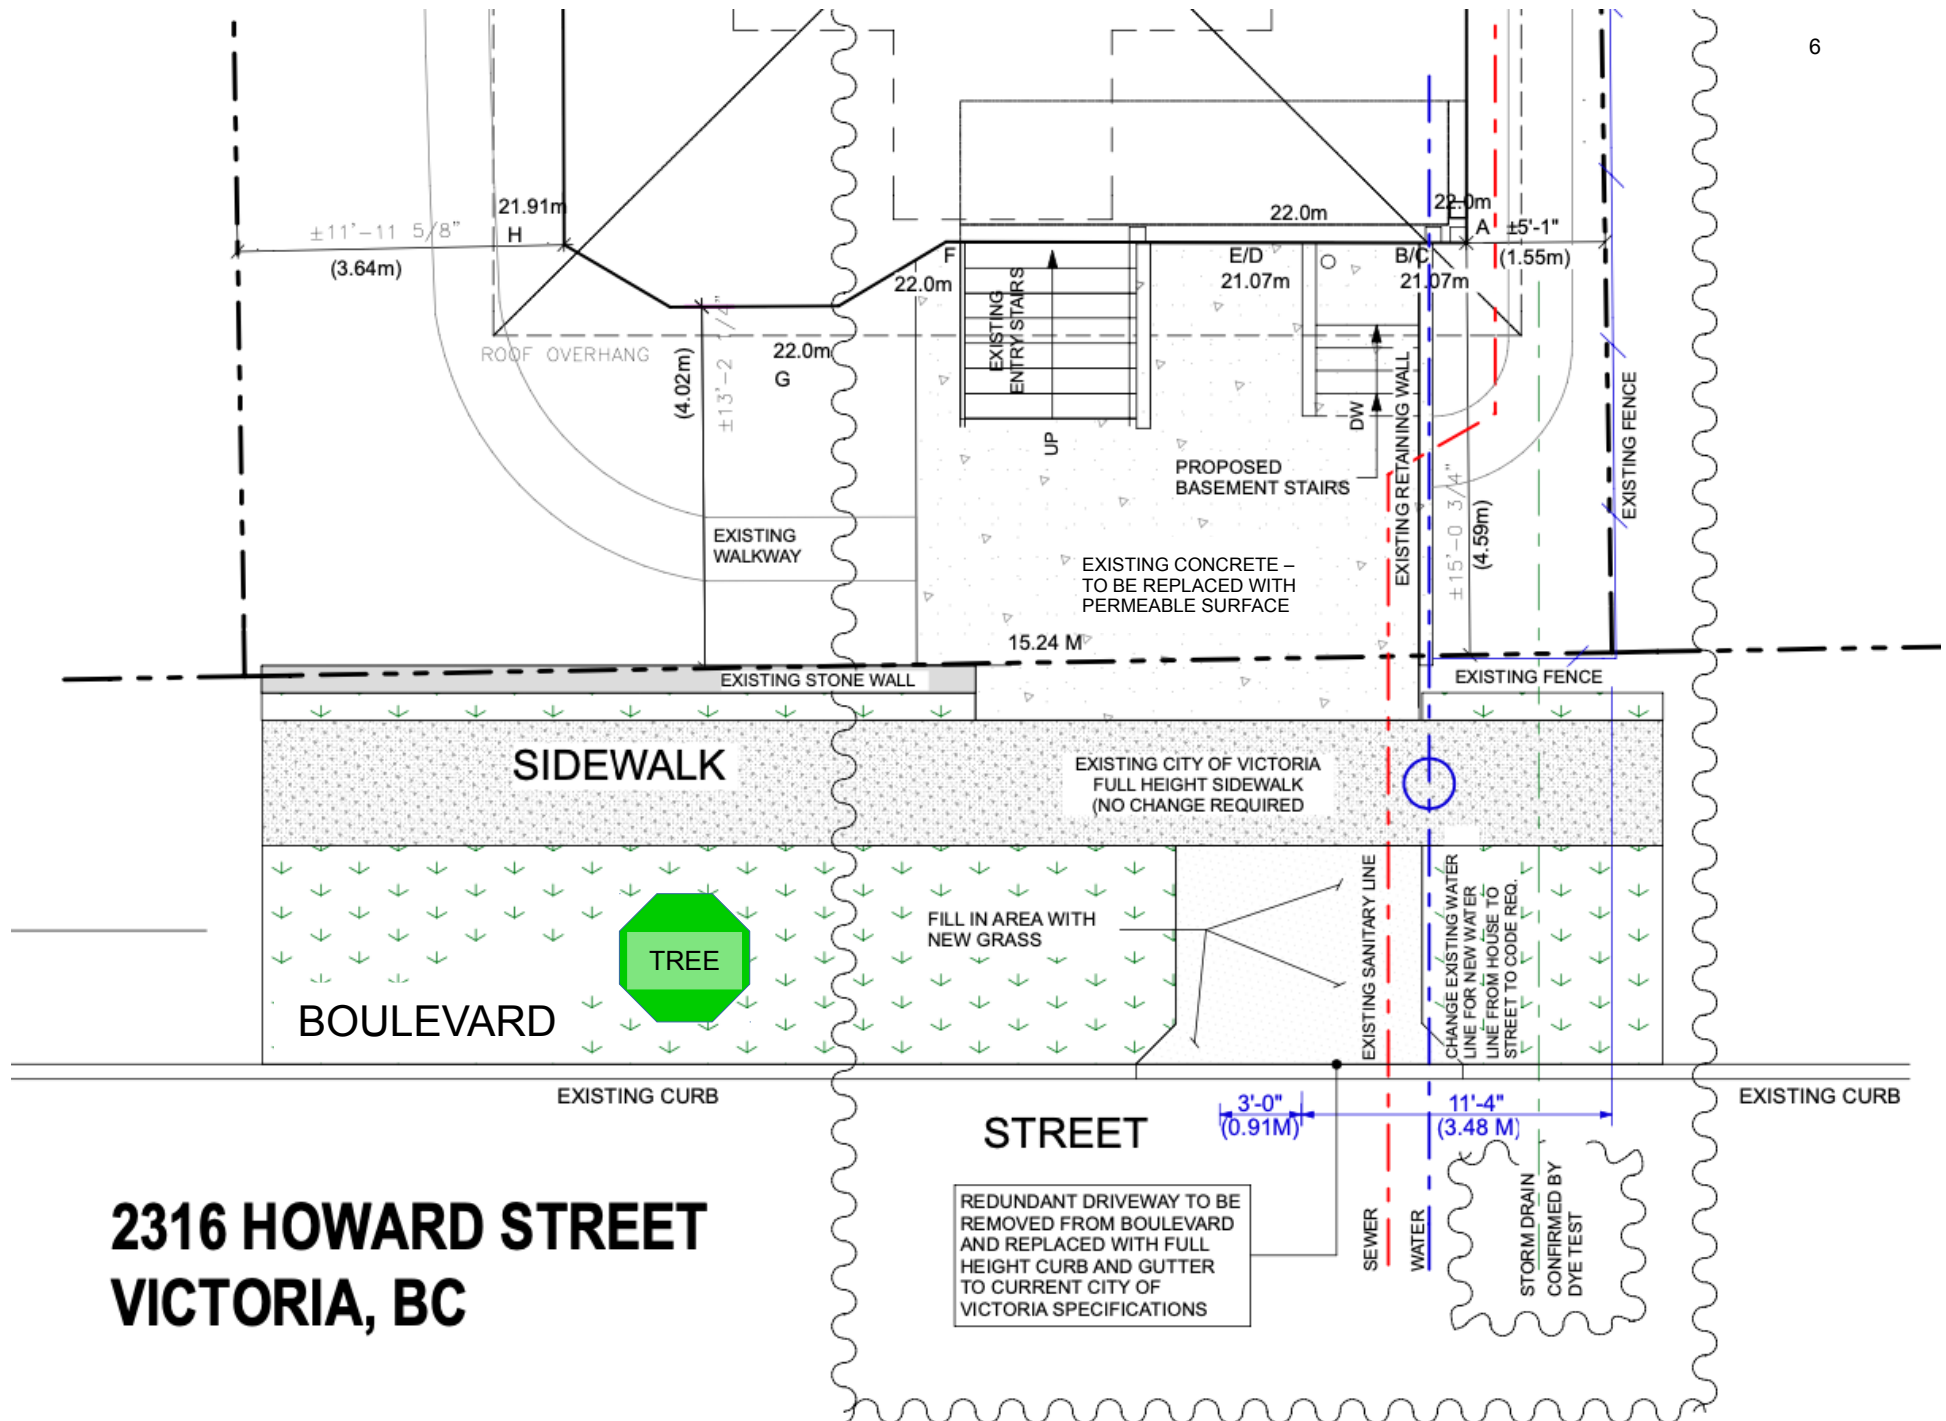 6
21.91m
H
±11'-11 5/8"
(3.64m)
22.0m
22.0m
A
±5'-1"
(1.55m)
F
22.0m
E/D
21.07m
B/C
21.07m
EXISTING
ENTRY STAIRS
UP
ROOF OVERHANG
22.0m
G
(4.02m)
±13'-2 1/4"
DW
EXISTING RETAINING WALL
EXISTING FENCE
PROPOSED
BASEMENT STAIRS
±15'-0 3/4"
(4.59m)
EXISTING
WALKWAY
EXISTING CONCRETE –
TO BE REPLACED WITH
PERMEABLE SURFACE
15.24 M
EXISTING STONE WALL
EXISTING FENCE
SIDEWALK
EXISTING CITY OF VICTORIA
FULL HEIGHT SIDEWALK
(NO CHANGE REQUIRED
FILL IN AREA WITH
NEW GRASS
TREE
BOULEVARD
EXISTING SANITARY LINE
CHANGE EXISTING WATER
LINE FOR NEW WATER
LINE FROM HOUSE TO
STREET TO CODE REQ.
EXISTING CURB
EXISTING CURB
3'-0"
(0.91M)
11'-4"
(3.48 M)
STREET
REDUNDANT DRIVEWAY TO BE
REMOVED FROM BOULEVARD
AND REPLACED WITH FULL
HEIGHT CURB AND GUTTER
TO CURRENT CITY OF
VICTORIA SPECIFICATIONS
SEWER
WATER
STORM DRAIN
CONFIRMED BY
DYE TEST
2316 HOWARD STREET
VICTORIA, BC